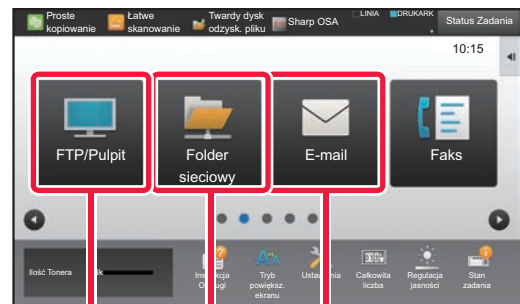 Proste kopiowanie
Łatwe skanowanie
Twardy dysk odzysk. pliku
Sharp OSA
LINIA
DRUKARK
Status Zadania
10:15
FTP/Pulpit
Folder sieciowy
E-mail
Faks
Ilość Tonera
Tryb powiększ. ekranu
Całkowita liczba
Regulacja jasności
Stan zadania